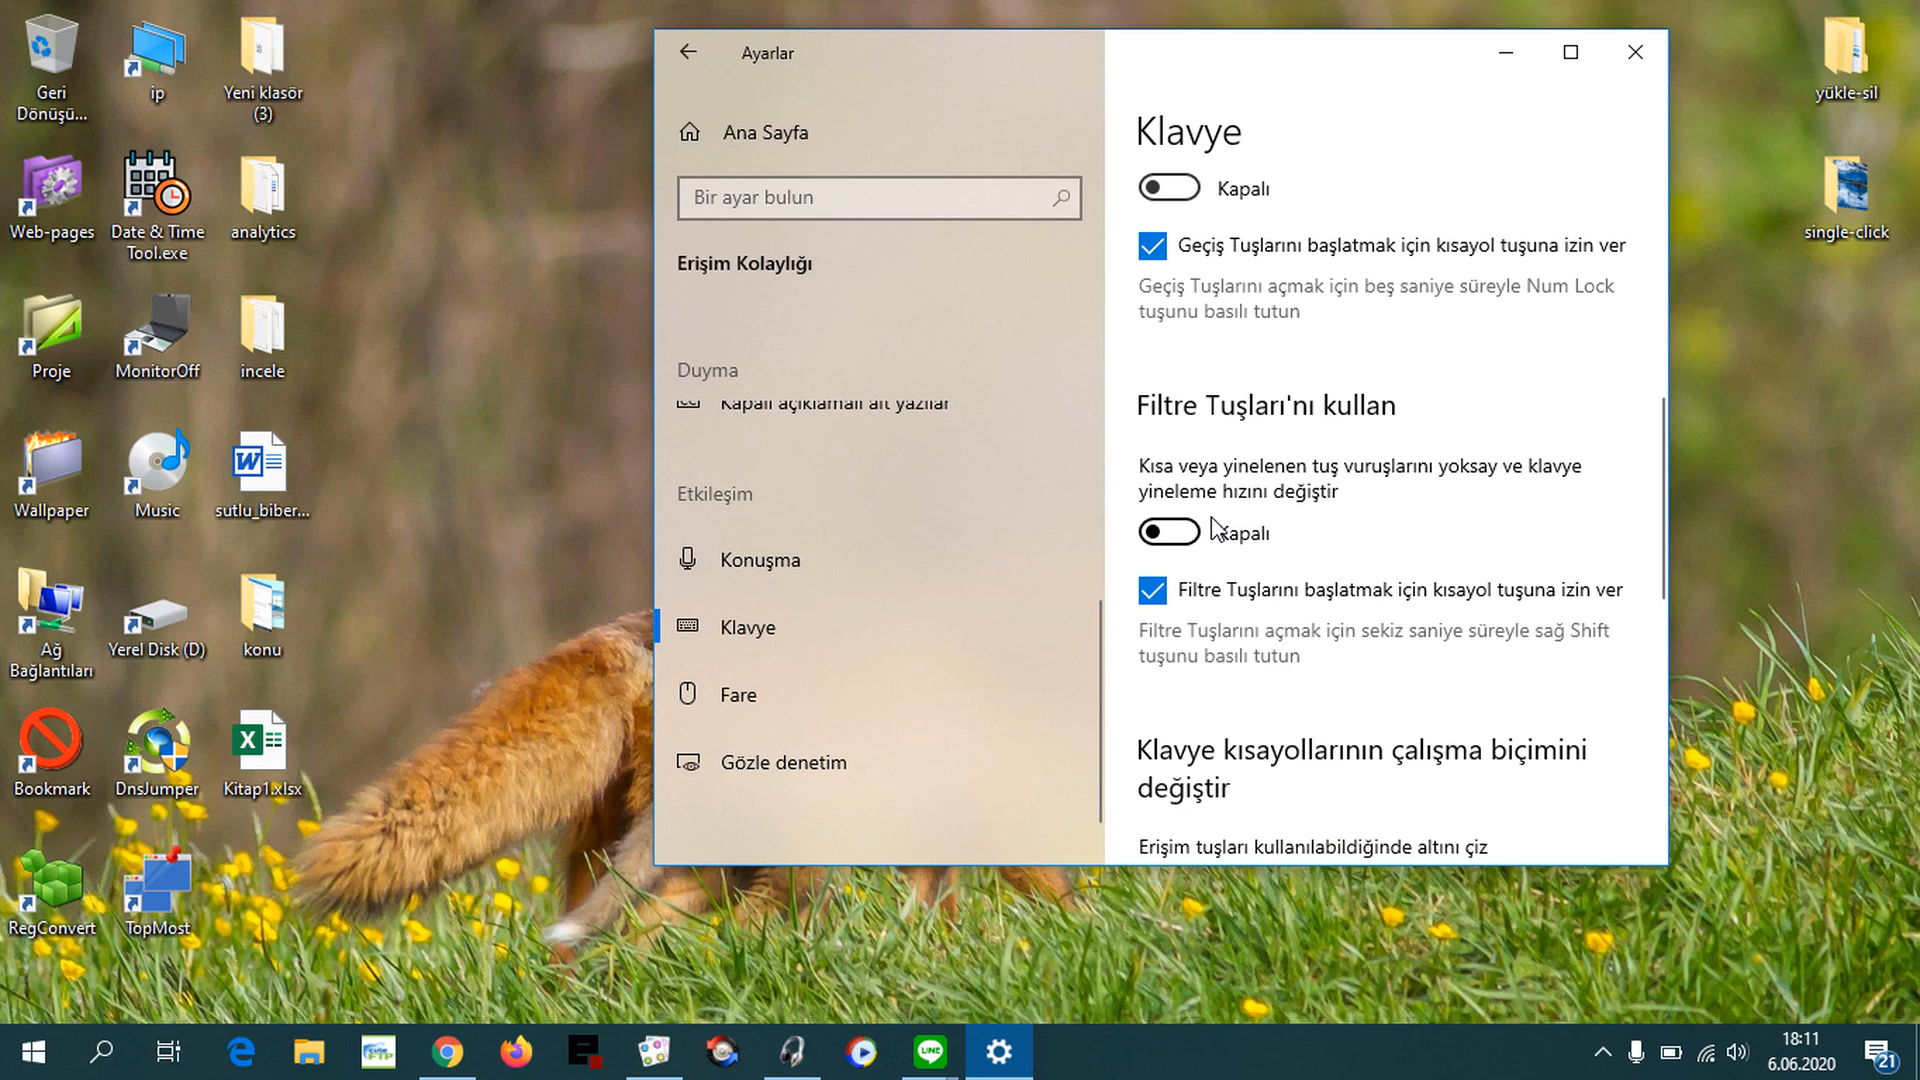 Geri
Dönüşü...
ip
Yeni klasör
(3)
Web-pages
Date & Time
Tool.exe
analytics
Proje
MonitorOff
incele
Wallpaper
Music
sutlu_biber...
Ağ
Bağlantıları
Yerel Disk (D)
konu
Bookmark
DnsJumper
Kitap1.xlsx
RegConvert
TopMost
Ayarlar
Ana Sayfa
Bir ayar bulun
Erişim Kolaylığı
Duyma
Kapalı açıklamalı alt yazılar
Etkileşim
Konuşma
Klavye
Fare
Gözle denetim
Klavye
Kapalı
Geçiş Tuşlarını başlatmak için kısayol tuşuna izin ver
Geçiş Tuşlarını açmak için beş saniye süreyle Num Lock
tuşunu basılı tutun
Filtre Tuşları'nı kullan
Kısa veya yinelenen tuş vuruşlarını yoksay ve klavye
yineleme hızını değiştir
Kapalı
Filtre Tuşlarını başlatmak için kısayol tuşuna izin ver
Filtre Tuşlarını açmak için sekiz saniye süreyle sağ Shift
tuşunu basılı tutun
Klavye kısayollarının çalışma biçimini
değiştir
Erişim tuşları kullanılabildiğinde altını çiz
yükle-sil
single-click
LINE
18:11
6.06.2020
21